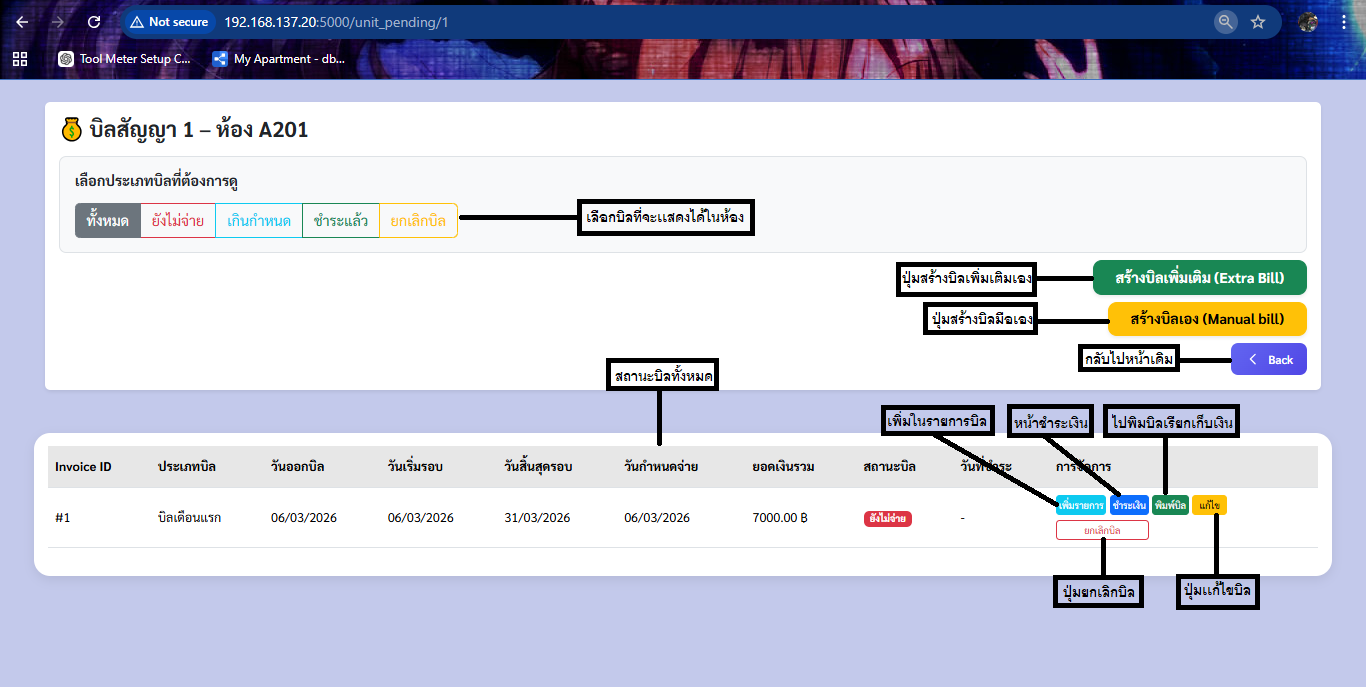 Not secure 192.168.137.20:5000/unit_pending/1
Tool Meter Setup C... My Apartment - db...
บิลสัญญา 1 – ห้อง A201
เลือกประเภทบิลที่ต้องการดู
ทั้งหมด ยังไม่จ่าย เกินกำหนด ชำระแล้ว ยกเลิกบิล
เลือกบิลที่จะแสดงได้ในห้อง
ปุ่มสร้างบิลเพิ่มเติมเอง สร้างบิลเพิ่มเติม (Extra Bill)
ปุ่มสร้างบิลมือเอง สร้างบิลเอง (Manual bill)
กลับไปหน้าเดิม Back
สถานะบิลทั้งหมด
เพิ่มในรายการบิล หน้าชำระเงิน ไปพิมบิลเรียกเก็บเงิน
Invoice ID ประเภทบิล วันออกบิล วันเริ่มรอบ วันสิ้นสุดรอบ วันกำหนดจ่าย ยอดเงินรวม สถานะบิล วันที่ชำระ การจัดการ
#1 บิลเดือนแรก 06/03/2026 06/03/2026 31/03/2026 06/03/2026 7000.00 ฿ ยังไม่จ่าย - เพิ่มรายการ ชำระเงิน พิมพ์บิล แก้ไข
ยกเลิกบิล
ปุ่มยกเลิกบิล ปุ่มแก้ไขบิล